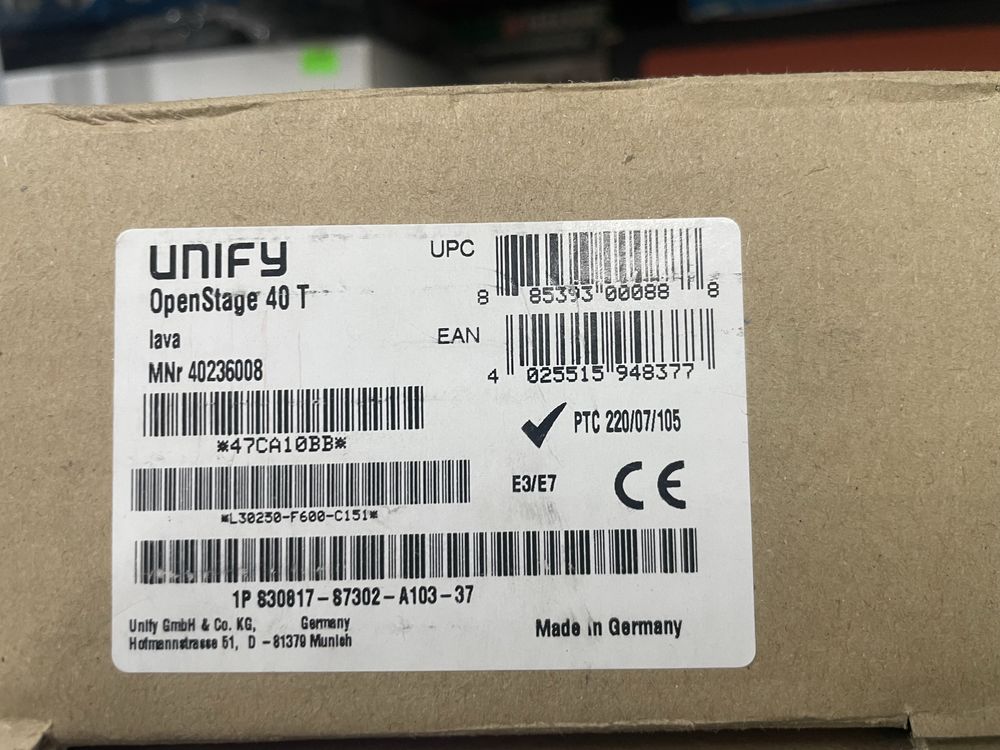 UNIFY
OpenStage 40 T
lava
MNr 40236008
*47CA10BB*
*L30250-F600-C151*
1P S30817-S7302-A103-37
Unify GmbH & Co. KG, Germany
Hofmannstrasse 51, D -81379 Munich
UPC
8 85393 00088 8
EAN
4 025515 948377
✓ PTC 220/07/105
E3/E7 CE
Made in Germany